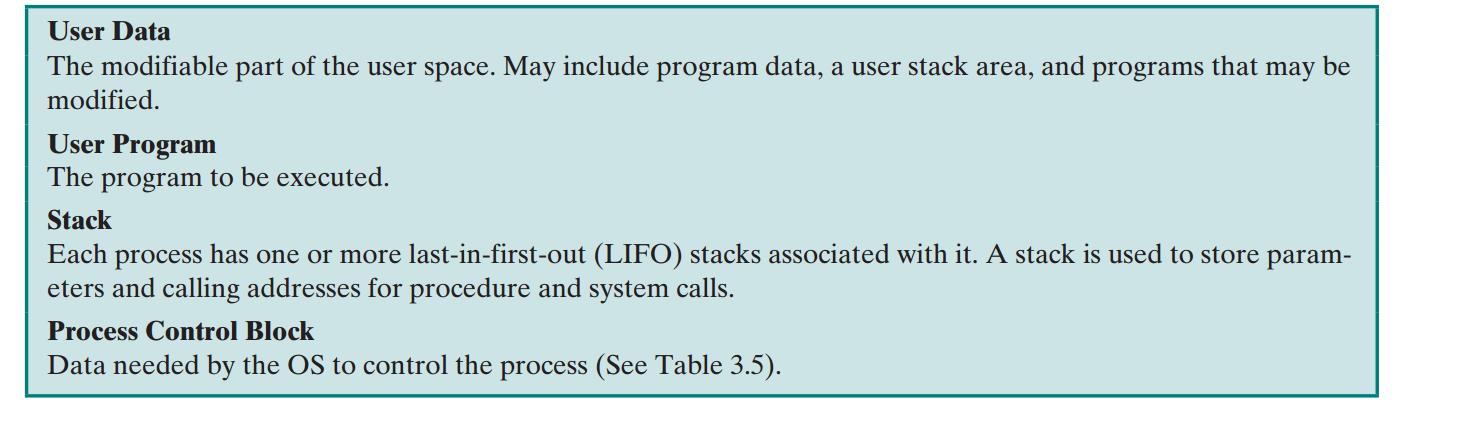 User Data
The modifiable part of the user space. May include program data, a user stack area, and programs that may be
modified.
User Program
The program to be executed.
Stack
Each process has one or more last-in-first-out (LIFO) stacks associated with it. A stack is used to store param-
eters and calling addresses for procedure and system calls.
Process Control Block
Data needed by the OS to control the process (See Table 3.5).